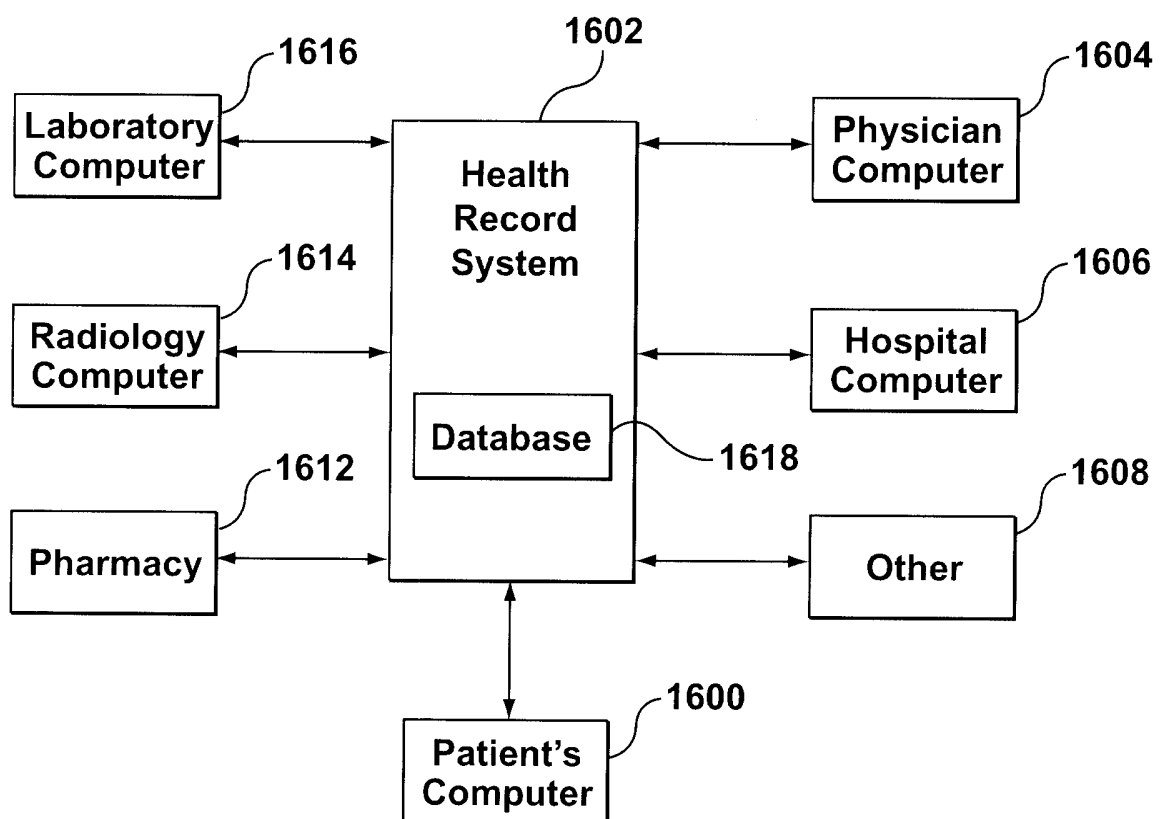 1602
1616
1604
Laboratory
Computer
Health
Record
System
Physician
Computer
1614
1606
Radiology
Computer
Hospital
Computer
Database
1618
1612
1608
Pharmacy
Other
1600
Patient's
Computer